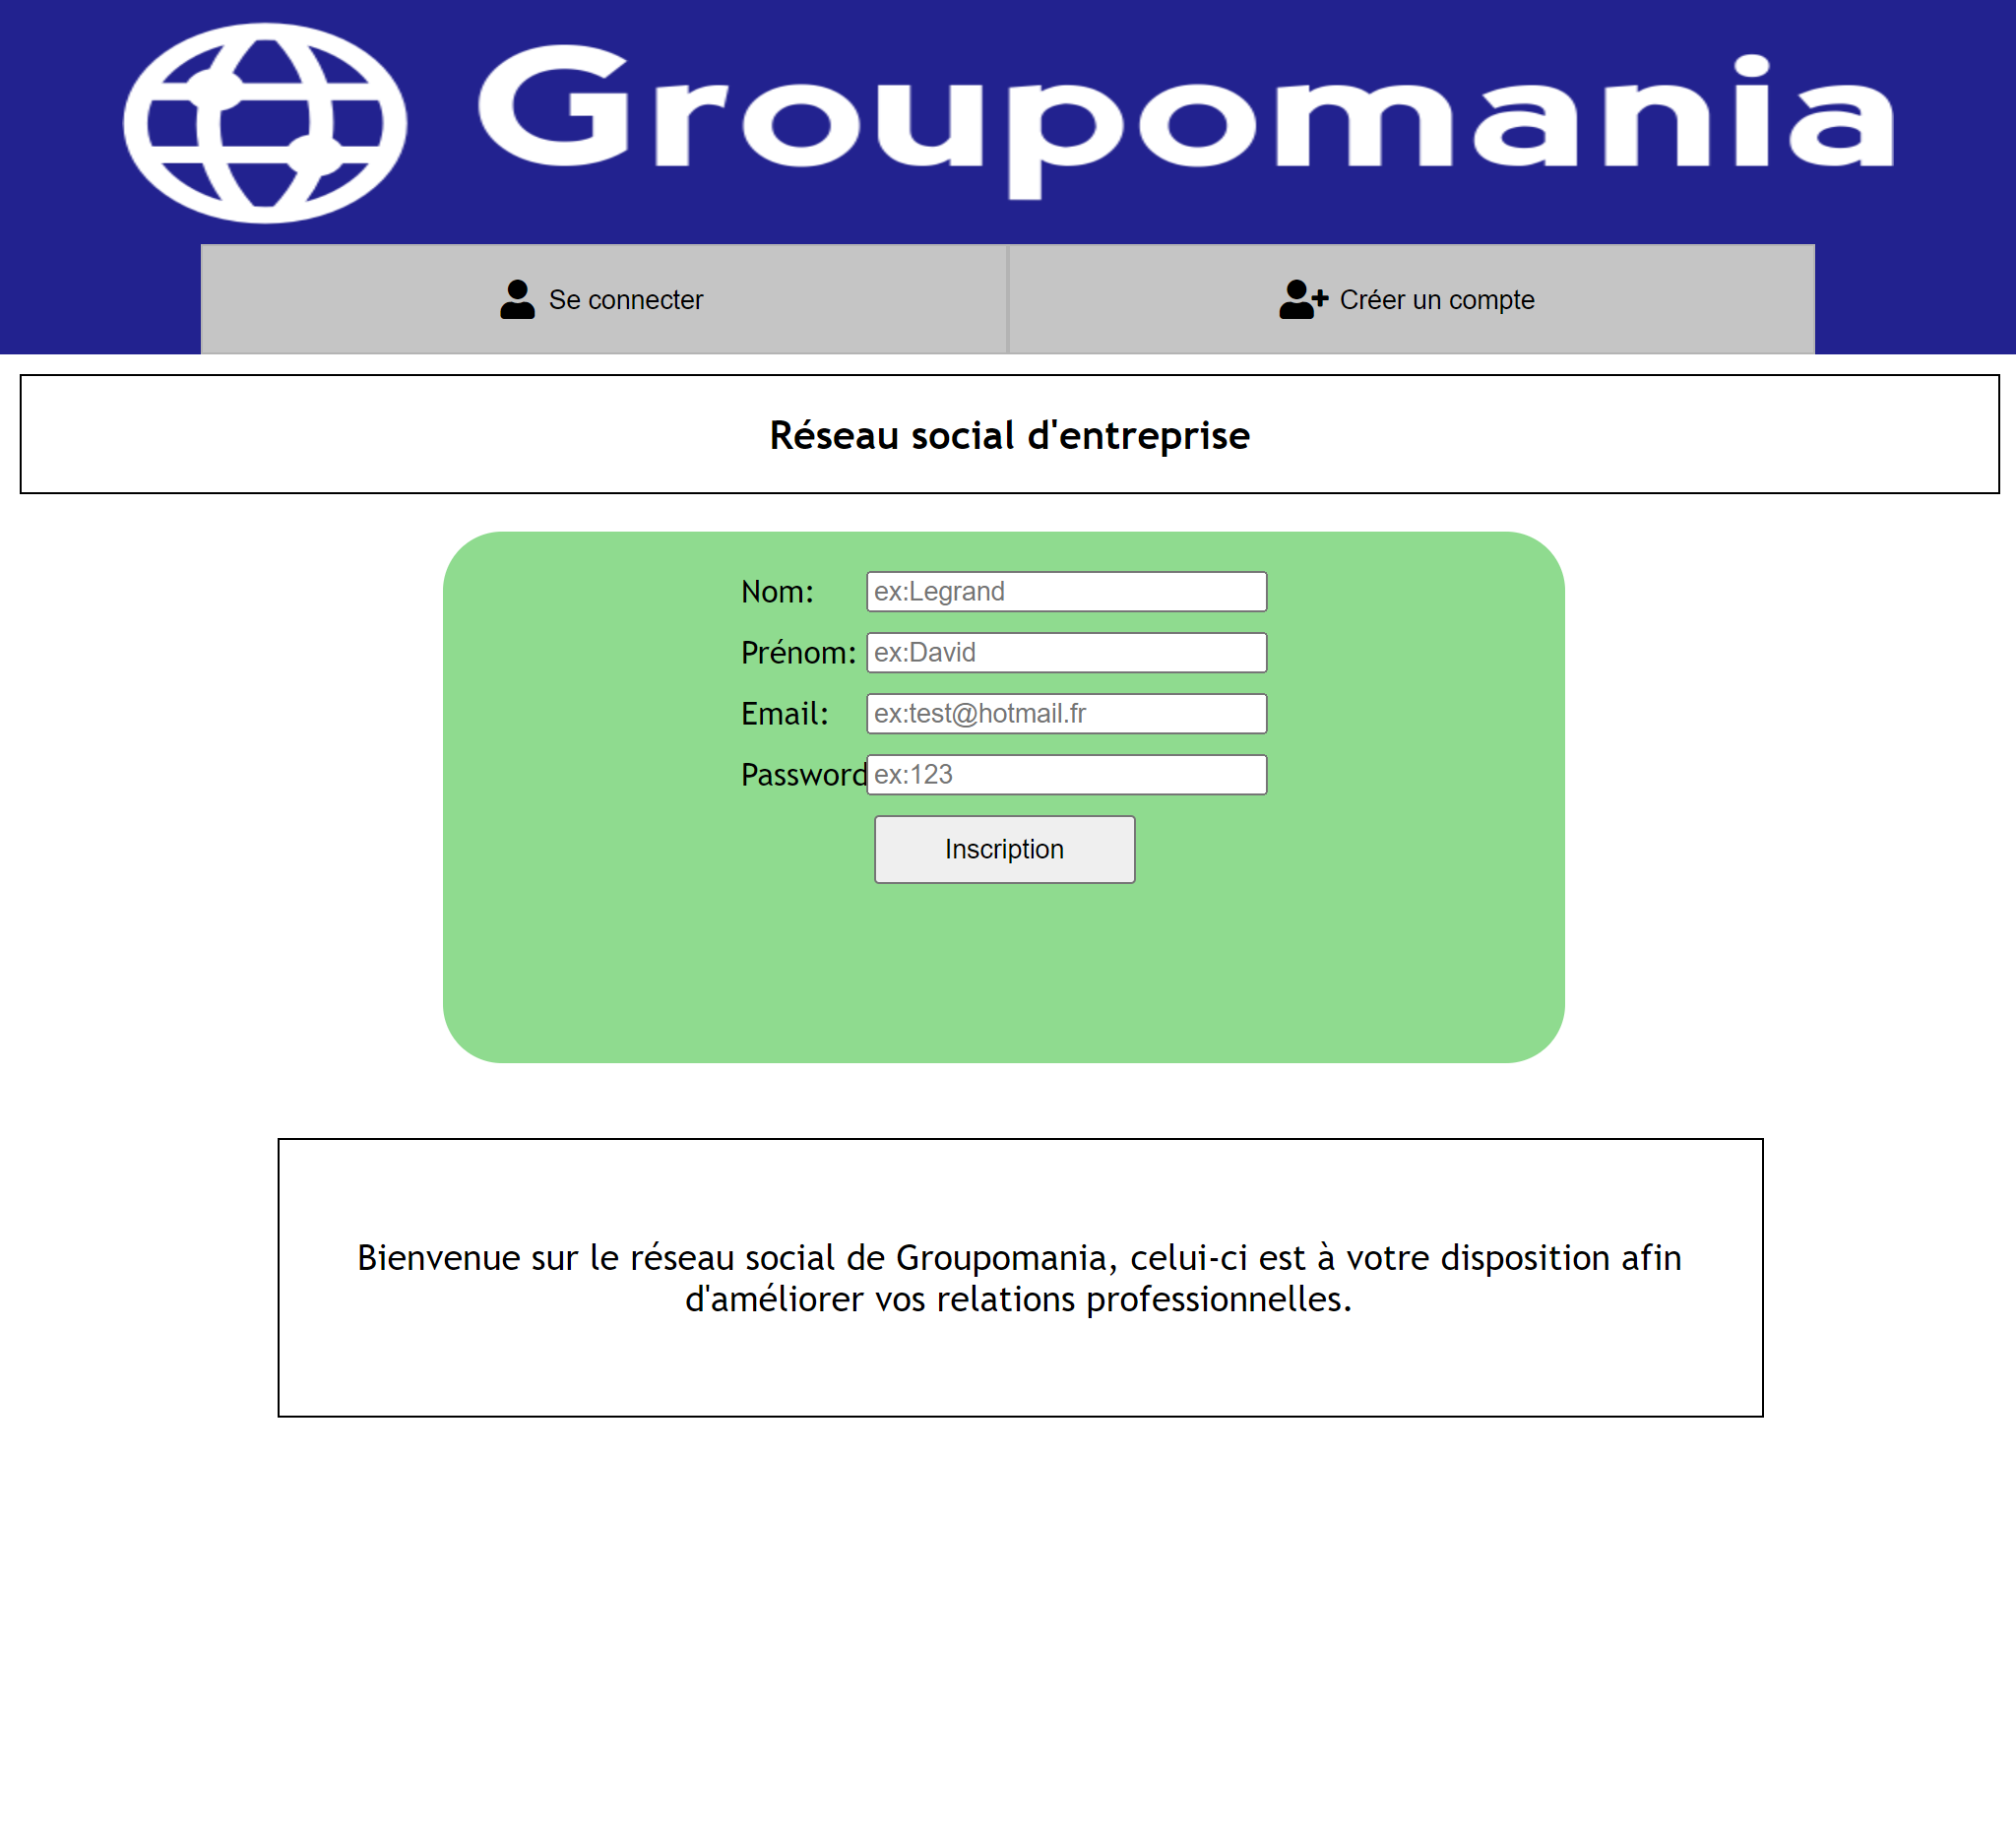 Groupomania
Se connecter
Créer un compte
Réseau social d'entreprise
Nom: ex:Legrand
Prénom: ex:David
Email: ex:test@hotmail.fr
Password ex:123
Inscription
Bienvenue sur le réseau social de Groupomania, celui-ci est à votre disposition afin
d'améliorer vos relations professionnelles.